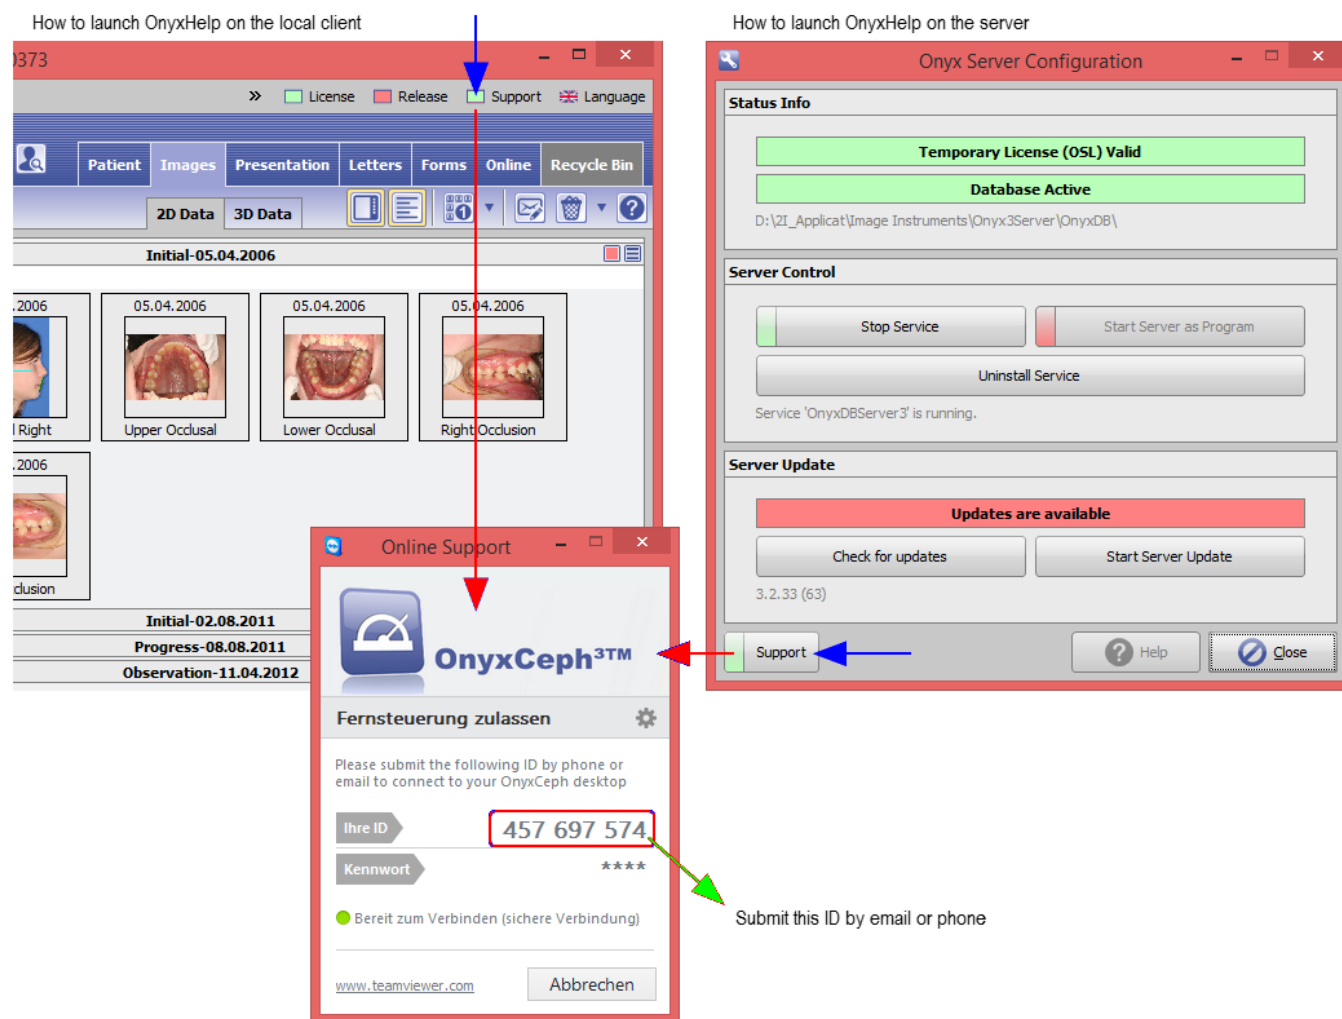 How to launch OnyxHelp on the local client
How to launch OnyxHelp on the server
0373
» License Release Support Language
Patient Images Presentation Letters Forms Online Recycle Bin
2D Data 3D Data
Initial-05.04.2006
.2006 05.04.2006 05.04.2006 05.04.2006
Right Upper Occlusal Lower Occlusal Right Occlusion
.2006
clusion
Initial-02.08.2011
Progress-08.08.2011
Observation-11.04.2012
Onyx Server Configuration
Status Info
Temporary License (OSL) Valid
Database Active
D:\2I_Applicat\Image Instruments\Onyx3Server\OnyxDB\
Server Control
Stop Service Start Server as Program
Uninstall Service
Service 'OnyxDBServer3' is running.
Server Update
Updates are available
Check for updates Start Server Update
3.2.33 (63)
Support Help Close
Online Support
OnyxCeph³™
Fernsteuerung zulassen
Please submit the following ID by phone or
email to connect to your OnyxCeph desktop
Ihre ID 457 697 574
Kennwort ****
Bereit zum Verbinden (sichere Verbindung)
www.teamviewer.com Abbrechen
Submit this ID by email or phone